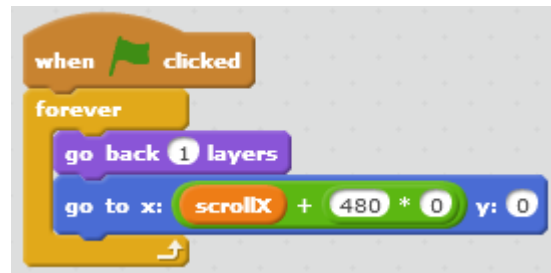 when clicked
forever
go back 1 layers
go to x: scrollX + 480 * 0 y: 0